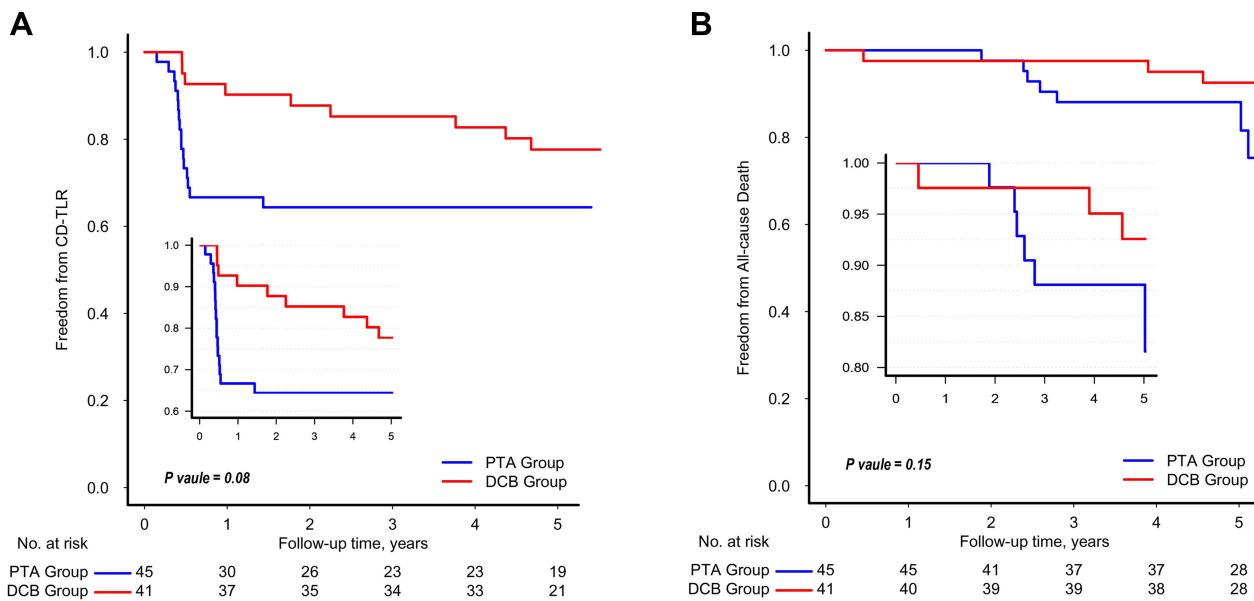 A
Freedom from CD-TLR
1.0
0.8
0.6
0.4
0.2
0.0
1.0
0.9
0.8
0.7
0.6
0 1 2 3 4 5
P vaule = 0.08
PTA Group
DCB Group
0 1 2 3 4 5
No. at risk Follow-up time, years
PTA Group 45 30 26 23 23 19
DCB Group 41 37 35 34 33 21
B
Freedom from All-cause Death
1.0
0.8
0.6
0.4
0.2
0.0
1.00
0.95
0.90
0.85
0.80
0 1 2 3 4 5
P vaule = 0.15
PTA Group
DCB Group
0 1 2 3 4 5
No. at risk Follow-up time, years
PTA Group 45 45 41 37 37 28
DCB Group 41 40 39 39 38 28